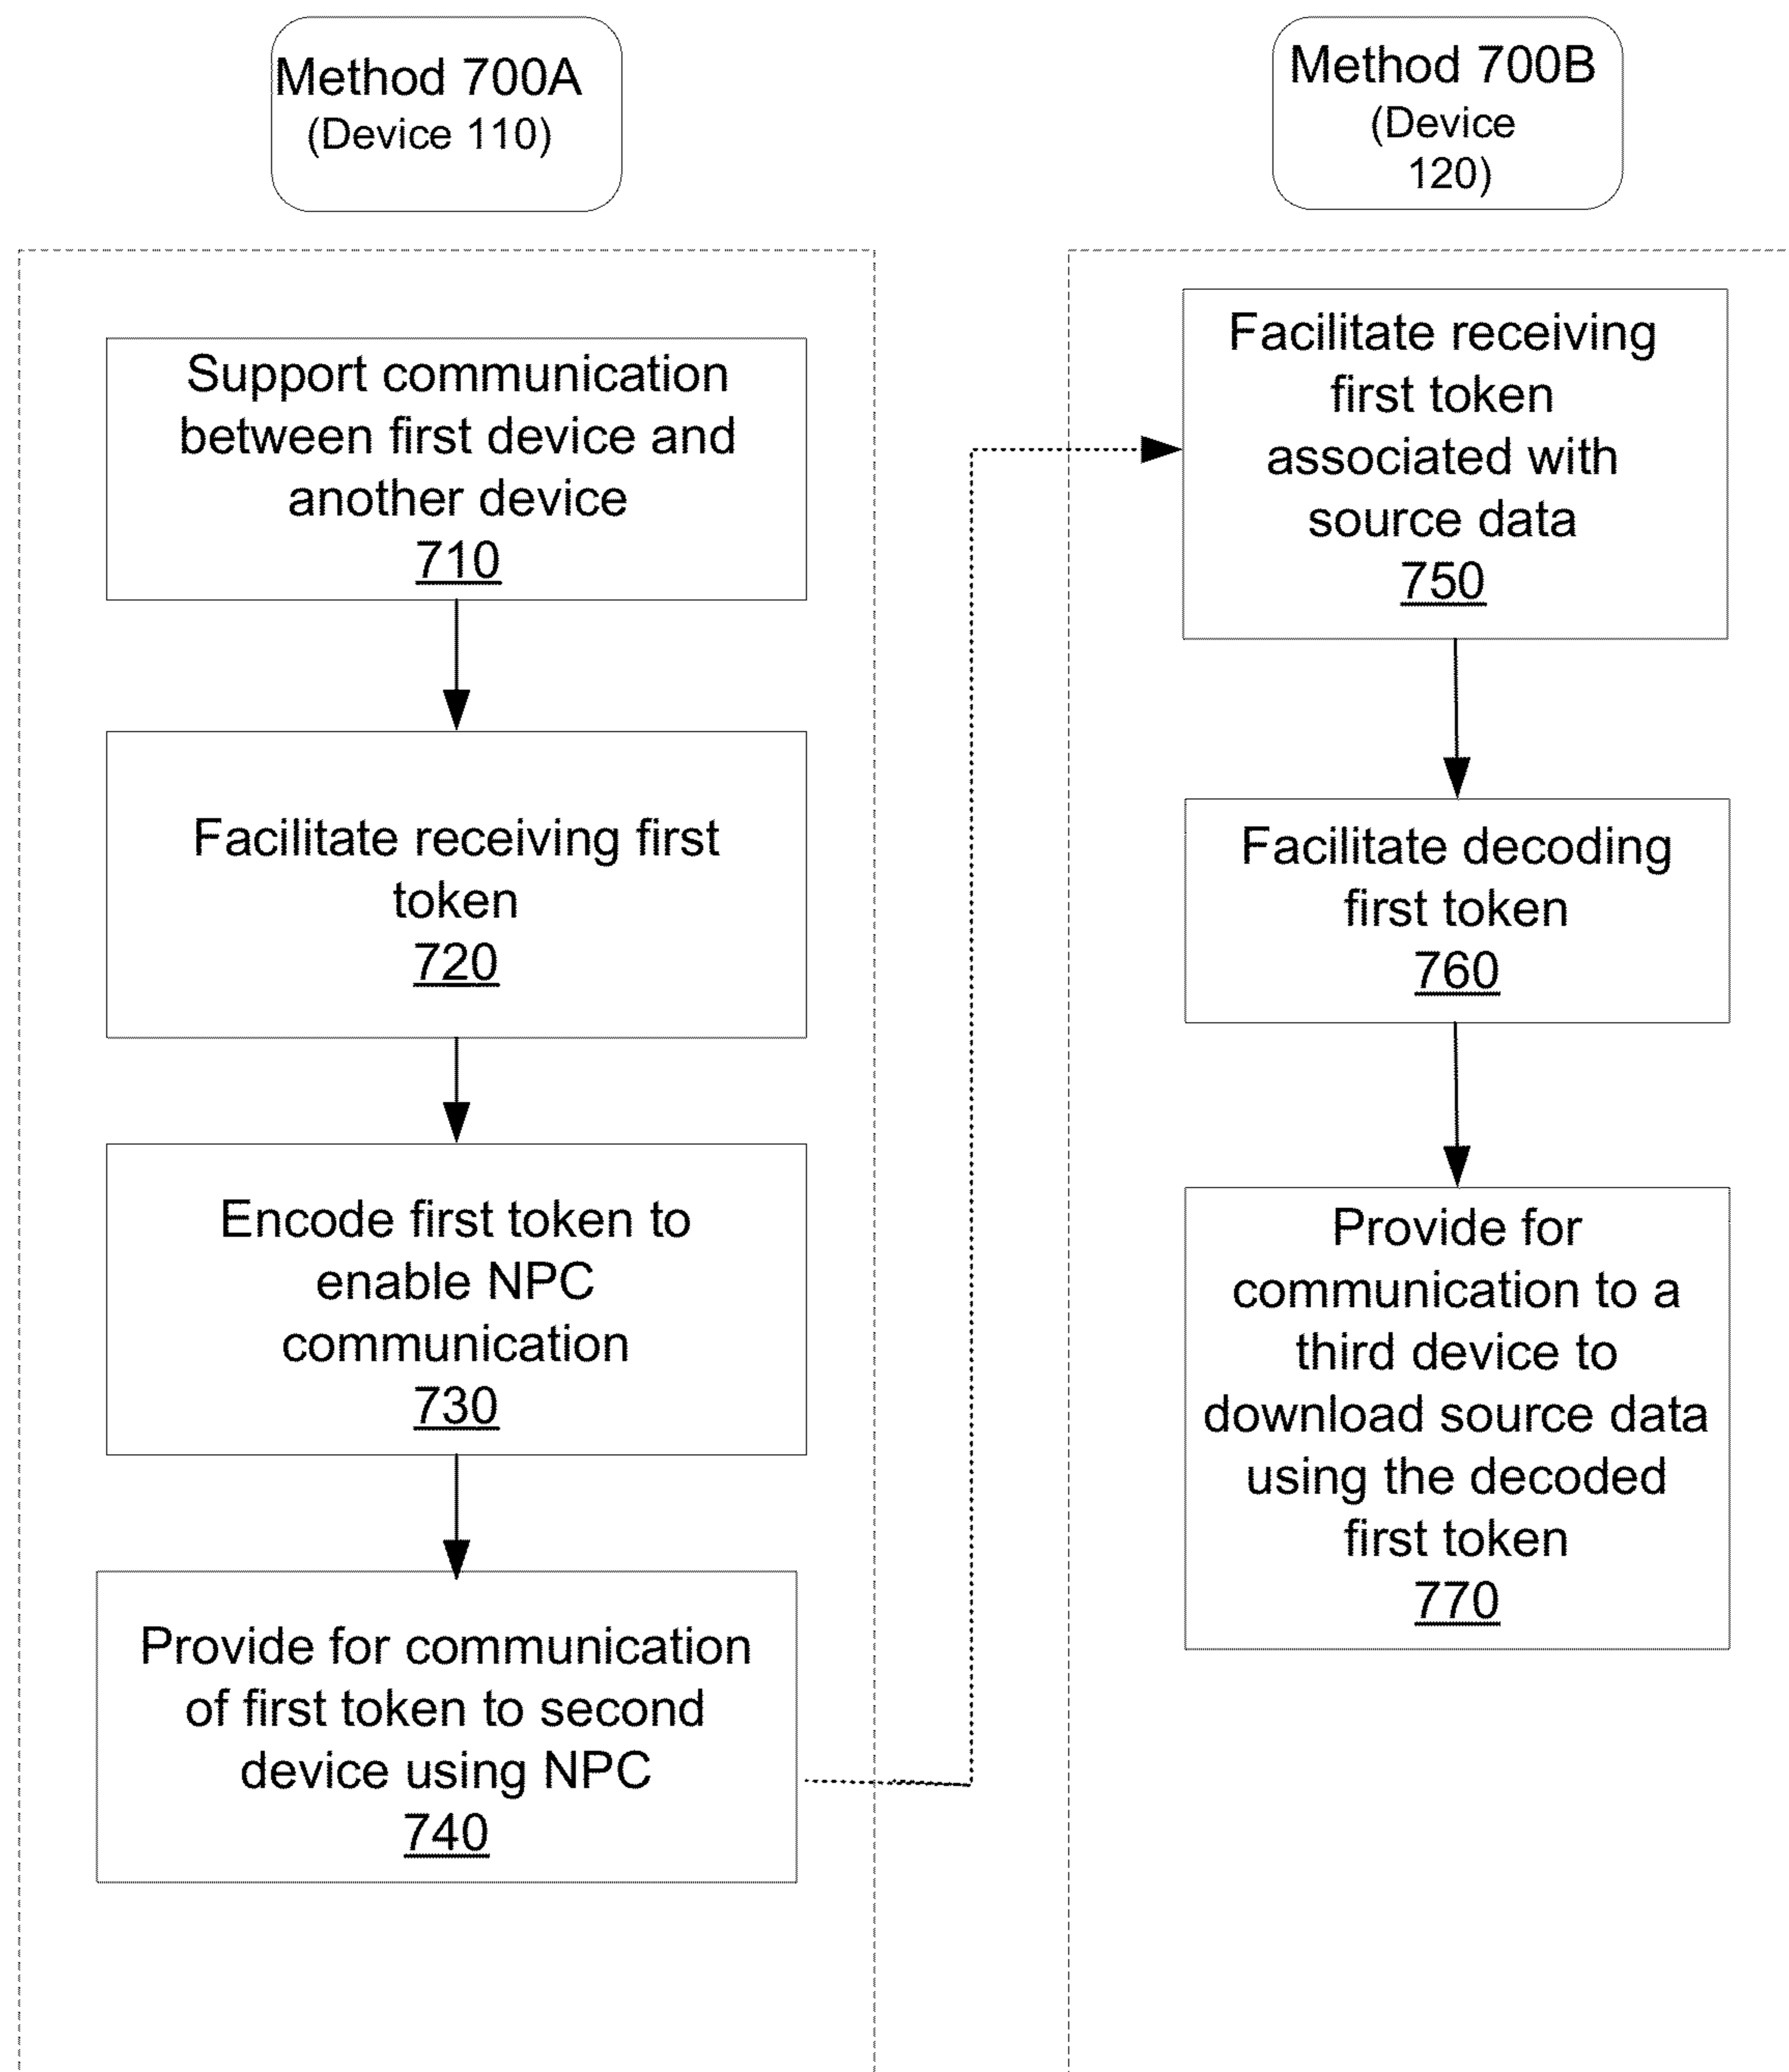 Method 700A
(Device 110)
Support communication
between first device and
another device
710
Facilitate receiving first
token
720
Encode first token to
enable NPC
communication
730
Provide for communication
of first token to second
device using NPC
740
Method 700B
(Device
120)
Facilitate receiving
first token
associated with
source data
750
Facilitate decoding
first token
760
Provide for
communication to a
third device to
download source data
using the decoded
first token
770